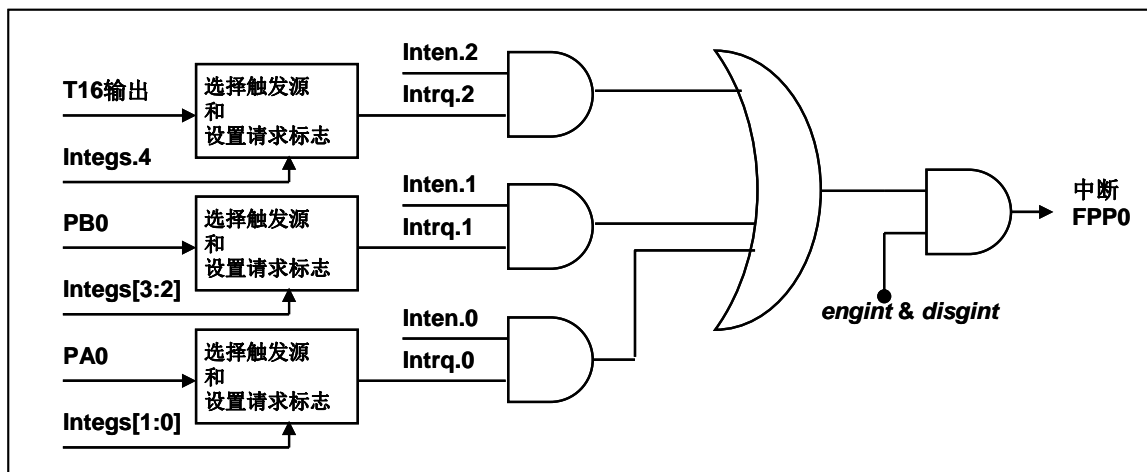 T16输出
Integs.4
选择触发源
和
设置请求标志
Inten.2
Intrq.2
PB0
Integs[3:2]
选择触发源
和
设置请求标志
Inten.1
Intrq.1
PA0
Integs[1:0]
选择触发源
和
设置请求标志
Inten.0
Intrq.0
engint & disgint
中断
FPP0